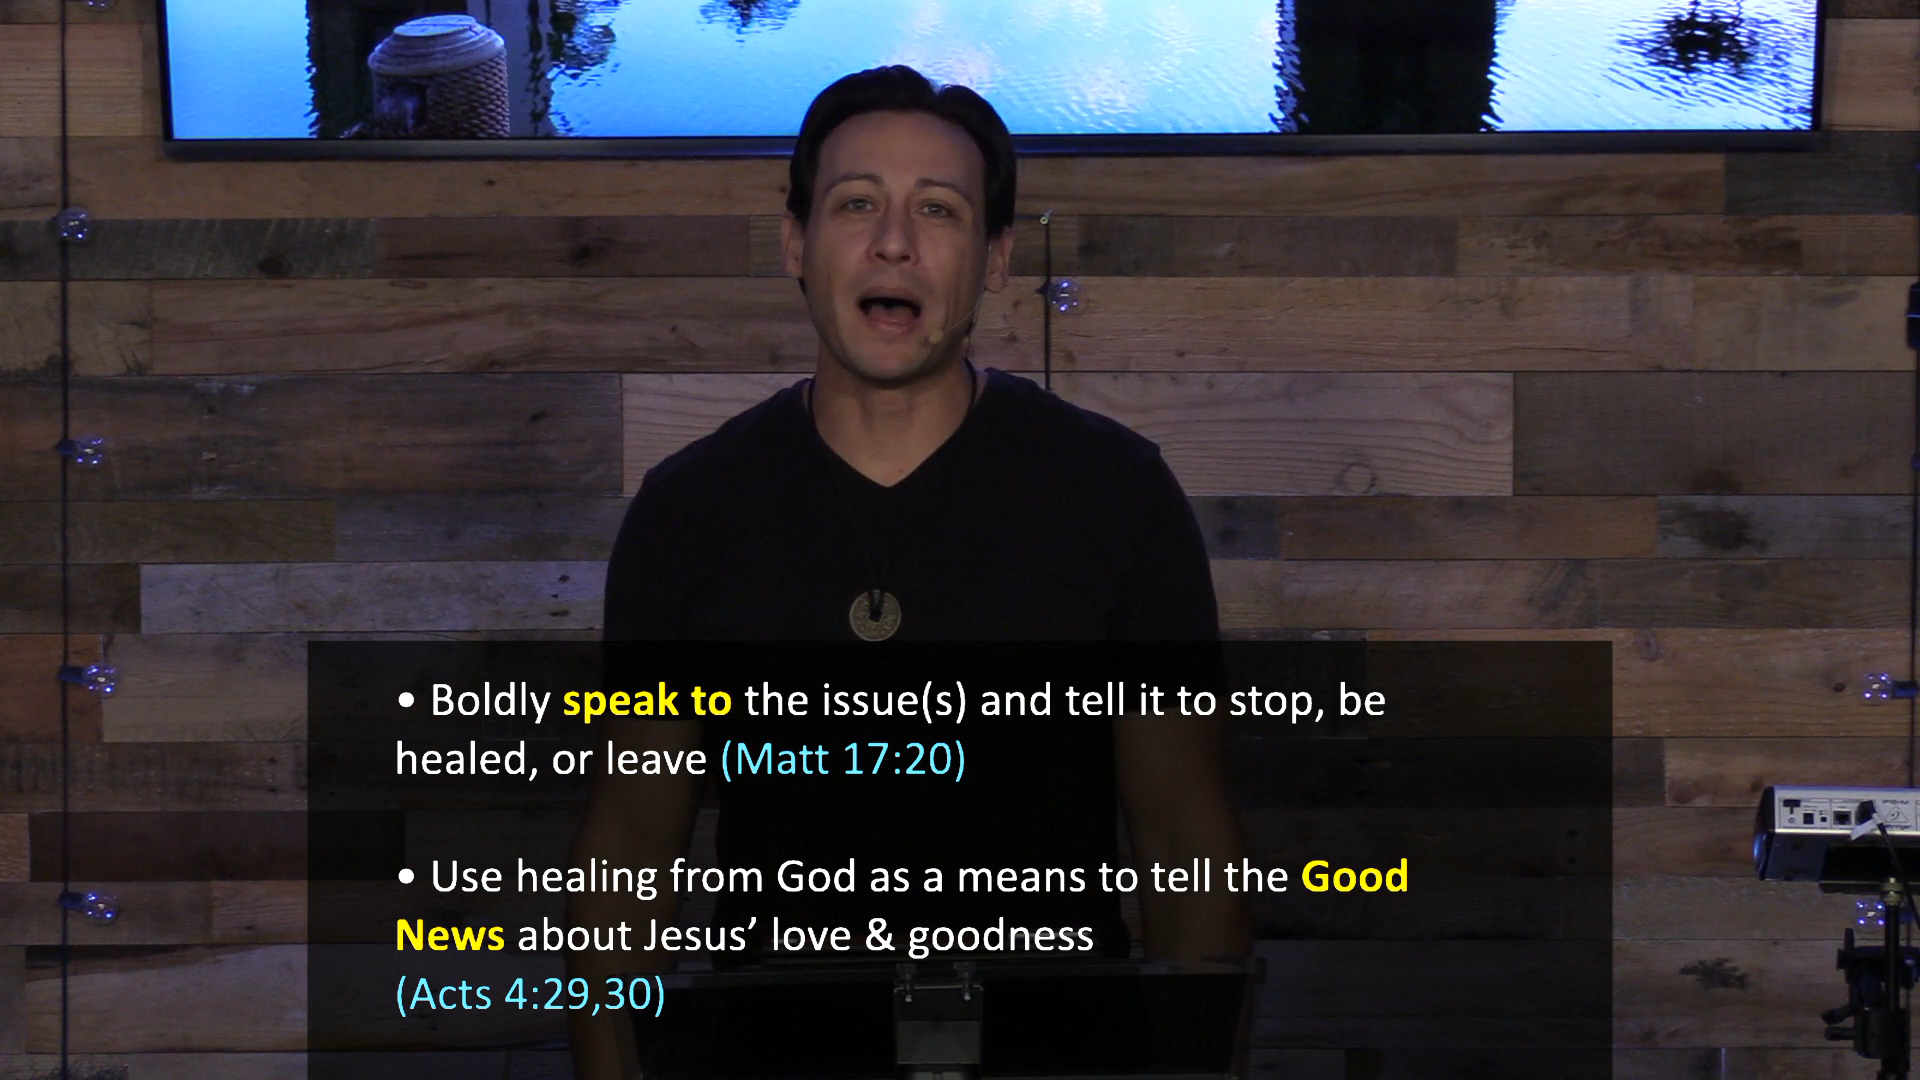 • Boldly speak to the issue(s) and tell it to stop, be
healed, or leave (Matt 17:20)
• Use healing from God as a means to tell the Good
News about Jesus’ love & goodness
(Acts 4:29,30)